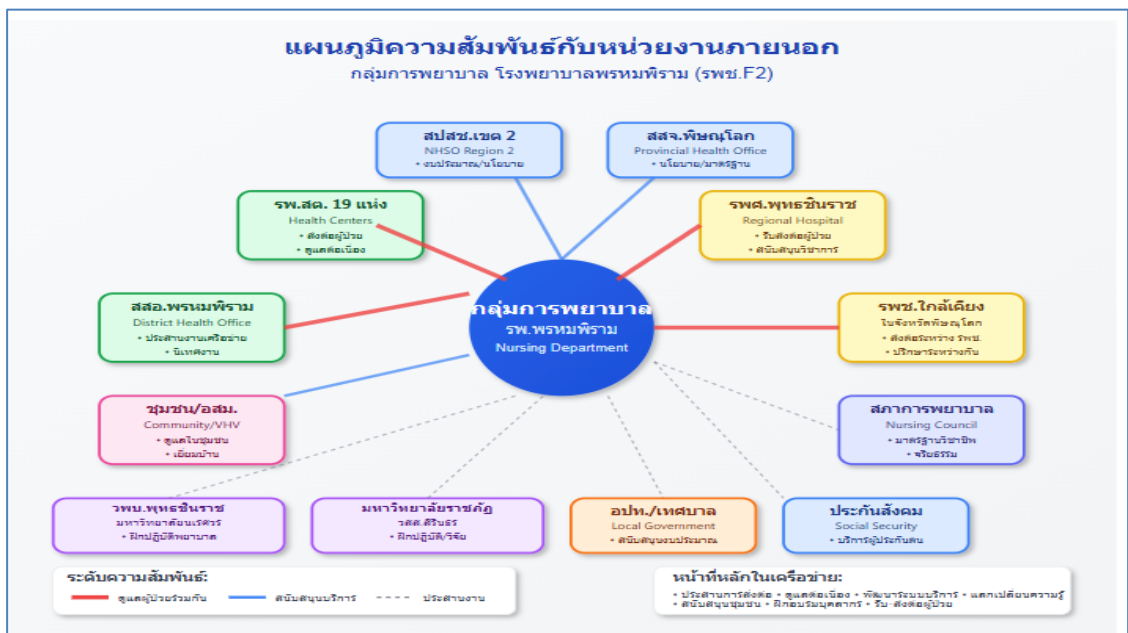 แผนภูมิความสัมพันธ์กับหน่วยงานภายนอก
กลุ่มการพยาบาล โรงพยาบาลพรหมพิราม (รพช.F2)
สปสช.เขต 2
NHSO Region 2
• งบประมาณ/นโยบาย
สสจ.พิษณุโลก
Provincial Health Office
• นโยบาย/มาตรฐาน
รพ.สต. 19 แห่ง
Health Centers
• ส่งต่อผู้ป่วย
• ดูแลต่อเนื่อง
รพศ.พุทธชินราช
Regional Hospital
• รับส่งต่อผู้ป่วย
• สนับสนุนวิชาการ
สสอ.พรหมพิราม
District Health Office
• ประสานงานเครือข่าย
• นิเทศงาน
กลุ่มการพยาบาล
รพ.พรหมพิราม
Nursing Department
รพช.ใกล้เคียง
ในจังหวัดพิษณุโลก
• ส่งต่อระหว่าง รพช.
• ปรึกษาระหว่างกัน
ชุมชน/อสม.
Community/VHV
• ดูแลในชุมชน
• เยี่ยมบ้าน
สภาการพยาบาล
Nursing Council
• มาตรฐานวิชาชีพ
• จริยธรรม
วพบ.พุทธชินราช
มหาวิทยาลัยนเรศวร
• ฝึกปฏิบัติพยาบาล
มหาวิทยาลัยราชภัฏ
วสส.สิรินธร
• ฝึกปฏิบัติ/วิจัย
อปท./เทศบาล
Local Government
• สนับสนุนงบประมาณ
ประกันสังคม
Social Security
• บริการผู้ประกันตน
ระดับความสัมพันธ์:
ดูแลผู้ป่วยร่วมกัน สนับสนุนบริการ ประสานงาน
หน้าที่หลักในเครือข่าย:
• ประสานการส่งต่อ • ดูแลต่อเนื่อง • พัฒนาระบบบริการ • แลกเปลี่ยนความรู้
• สนับสนุนชุมชน • ฝึกอบรมบุคลากร • รับ-ส่งต่อผู้ป่วย